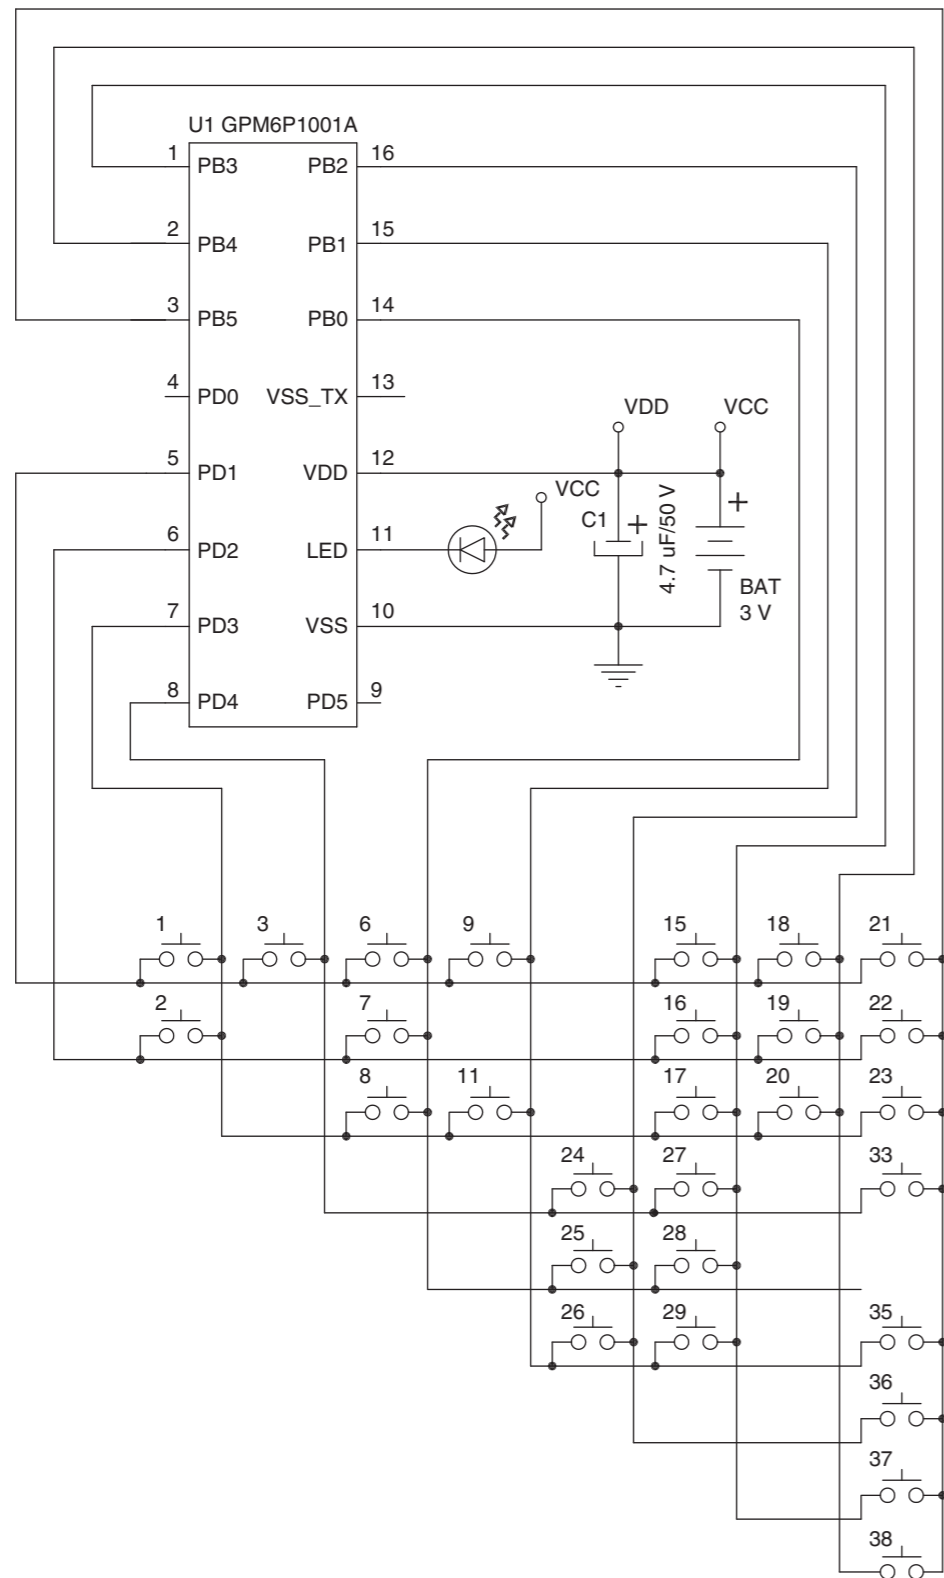 U1 GPM6P1001A
1 PB3 PB2 16
2 PB4 PB1 15
3 PB5 PB0 14
4 PD0 VSS_TX 13
VDD VCC
5 PD1 VDD 12
VCC
6 PD2 LED 11
C1 + 4.7 uF/50 V +
BAT
3 V
7 PD3 VSS 10
8 PD4 PD5 9
1 3 6 9 15 18 21
2 7 16 19 22
8 11 17 20 23
24 27 33
25 28
26 29 35
36
37
38